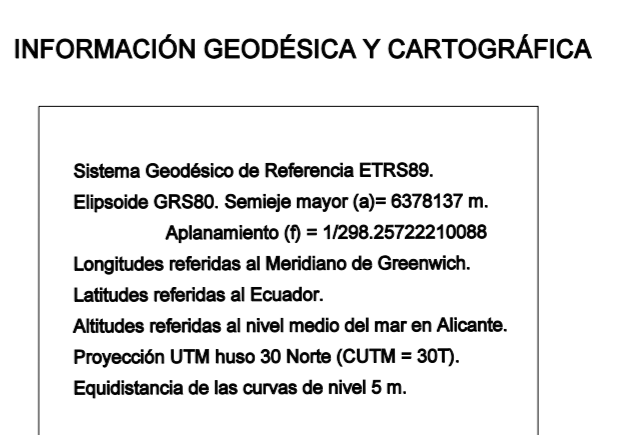 INFORMACIÓN GEODÉSICA Y CARTOGRÁFICA
Sistema Geodésico de Referencia ETRS89.
Elipsoide GRS80. Semieje mayor (a)= 6378137 m.
Aplanamiento (f) = 1/298.25722210088
Longitudes referidas al Meridiano de Greenwich.
Latitudes referidas al Ecuador.
Altitudes referidas al nivel medio del mar en Alicante.
Proyección UTM huso 30 Norte (CUTM = 30T).
Equidistancia de las curvas de nivel 5 m.